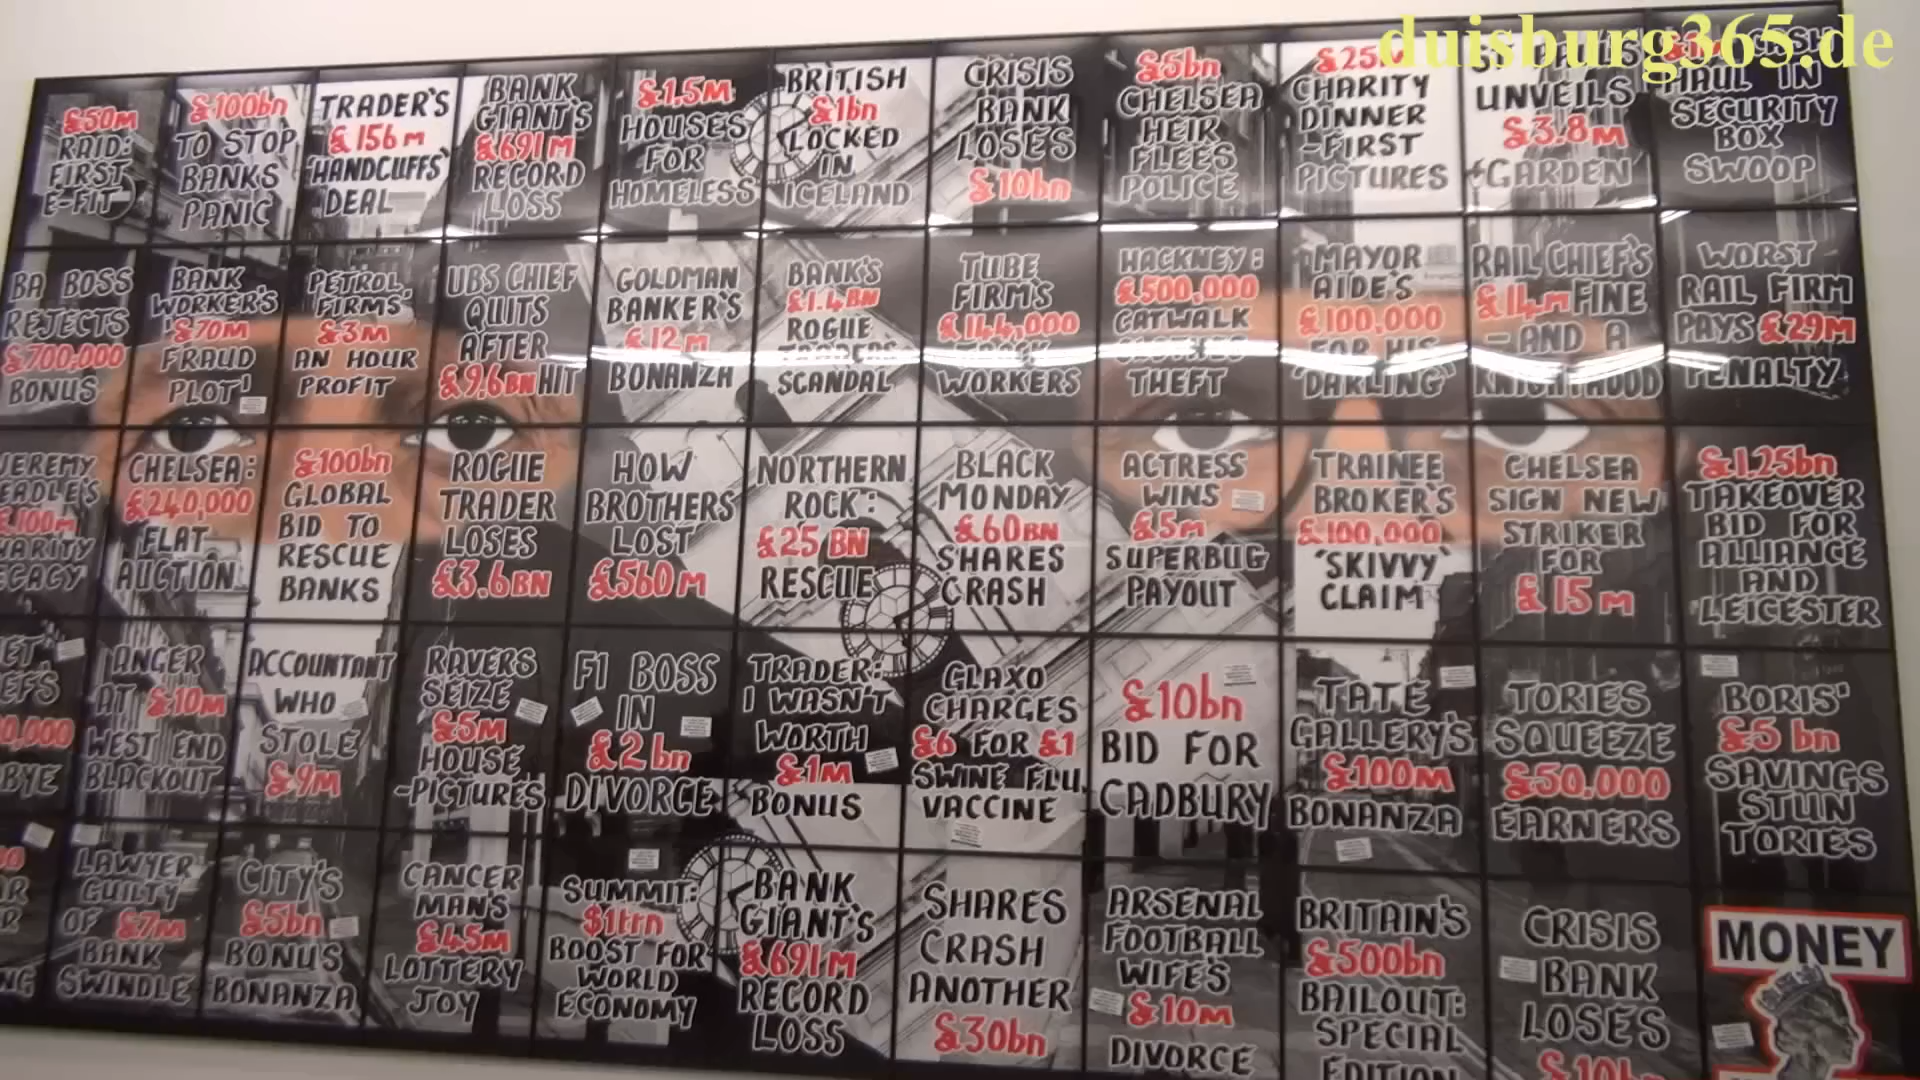 duisburg365.de
£50m
RAID:
FIRST
E-FIT
£100bn
TO STOP
BANKS
PANIC
TRADER'S
£156m
'HANDCUFFS'
DEAL
BANK
GIANT'S
£691m
RECORD
LOSS
£1.5M
HOUSES
FOR
HOMELESS
BRITISH
£1bn
LOCKED
IN
ICELAND
CRISIS
BANK
LOSES
£10bn
£5bn
CHELSEA
HEIR
FLEES
POLICE
CHARITY
DINNER
-FIRST
PICTURES
UNVEILS
£3.8M
GARDEN
HAUL IN
SECURITY
BOX
SWOOP
BA BOSS
REJECTS
£700,000
BONUS
BANK
WORKER'S
'£70M
FRAUD
PLOT'
PETROL
FIRMS
£3M
AN HOUR
PROFIT
UBS CHIEF
QUITS
AFTER
£9.6BN HIT
GOLDMAN
BANKER'S
£12m
BONANZA
BANK'S
£1.4BN
ROGUE
SCANDAL
TUBE
FIRM'S
£144,000
WORKERS
HACKNEY:
£500,000
CATWALK
THEFT
MAYOR
AIDE'S
£100,000
FOR HIS
'DARLING'
RAIL CHIEF'S
£14m FINE
-AND A
KNIGHTHOOD
WORST
RAIL FIRM
PAYS £29M
PENALTY
JEREMY
£100m
CHELSEA:
£240,000
FLAT
AUCTION
£100bn
GLOBAL
BID TO
RESCUE
BANKS
ROGUE
TRADER
LOSES
£3.6BN
HOW
BROTHERS
LOST
£560M
NORTHERN
ROCK:
£25 BN
RESCUE
BLACK
MONDAY
£60BN
SHARES
CRASH
ACTRESS
WINS
£5m
SUPERBUG
PAYOUT
TRAINEE
BROKER'S
£100,000
'SKIVVY'
CLAIM
CHELSEA
SIGN NEW
STRIKER
FOR
£15m
£1.25bn
TAKEOVER
BID FOR
ALLIANCE
AND
LEICESTER
ANGER
AT £10m
WEST END
BLACKOUT
ACCOUNTANT
WHO
STOLE
£9M
RAVERS
SEIZE
£5M
HOUSE
-PICTURES
F1 BOSS
IN
£2bn
DIVORCE
TRADER:
I WASN'T
WORTH
£1M
BONUS
GLAXO
CHARGES
£6 FOR £1
SWINE FLU
VACCINE
£10bn
BID FOR
CADBURY
TATE
GALLERY'S
£100M
BONANZA
TORIES
SQUEEZE
£50,000
EARNERS
BORIS'
£5 bn
SAVINGS
STUN
TORIES
LAWYER
GUILTY
OF £7M
BANK
SWINDLE
CITY'S
£5bn
BONUS
BONANZA
CANCER
MAN'S
£45M
LOTTERY
JOY
SUMMIT:
$1trn
BOOST FOR
WORLD
ECONOMY
BANK
GIANT'S
£691m
RECORD
LOSS
SHARES
CRASH
ANOTHER
£30bn
ARSENAL
FOOTBALL
WIFE'S
£10M
DIVORCE
BRITAIN'S
£500bn
BAILOUT:
SPECIAL
EDITION
CRISIS
BANK
LOSES
£10bn
MONEY